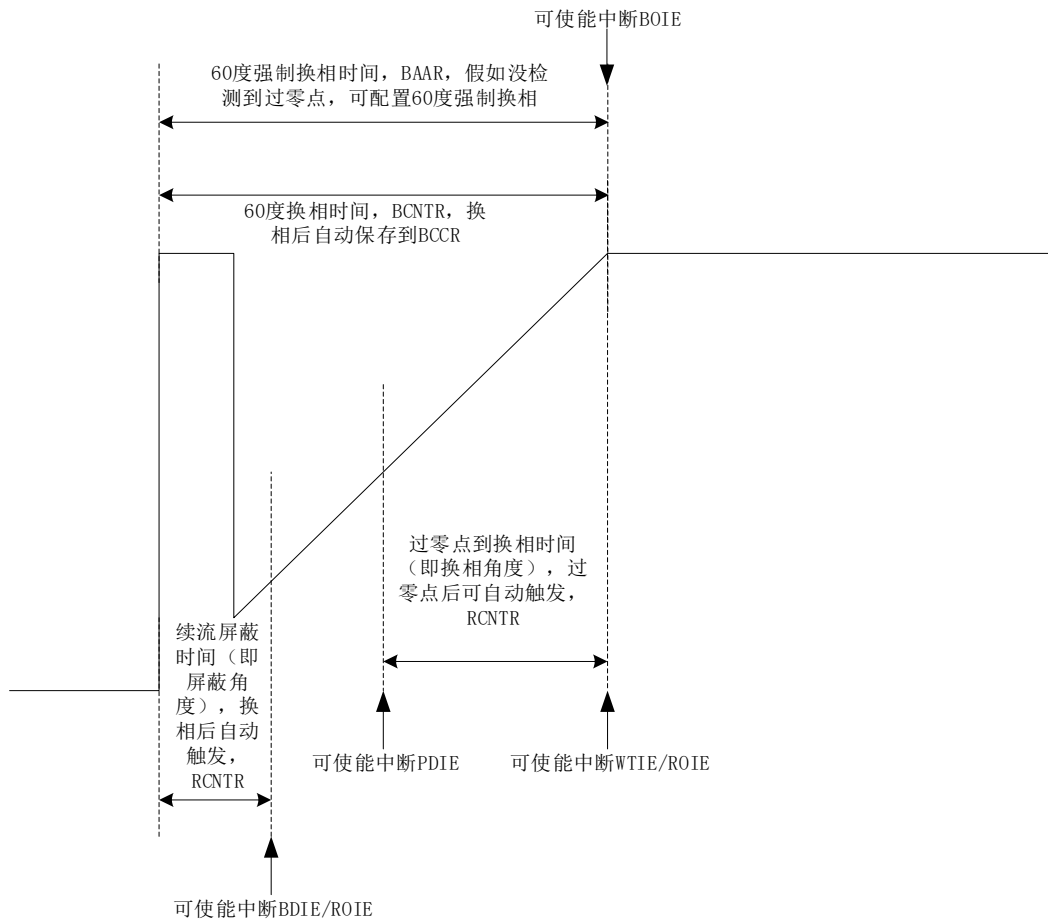 可使能中断BOIE
60度强制换相时间，BAAR，假如没检
测到过零点，可配置60度强制换相
60度换相时间，BCNTR，换
相后自动保存到BCCR
过零点到换相时间
（即换相角度），过
零点后可自动触发，
RCNTR
续流屏蔽
时间（即
屏蔽角
度），换
相后自动
触发，
RCNTR
可使能中断PDIE
可使能中断WTIE/ROIE
可使能中断BDIE/ROIE